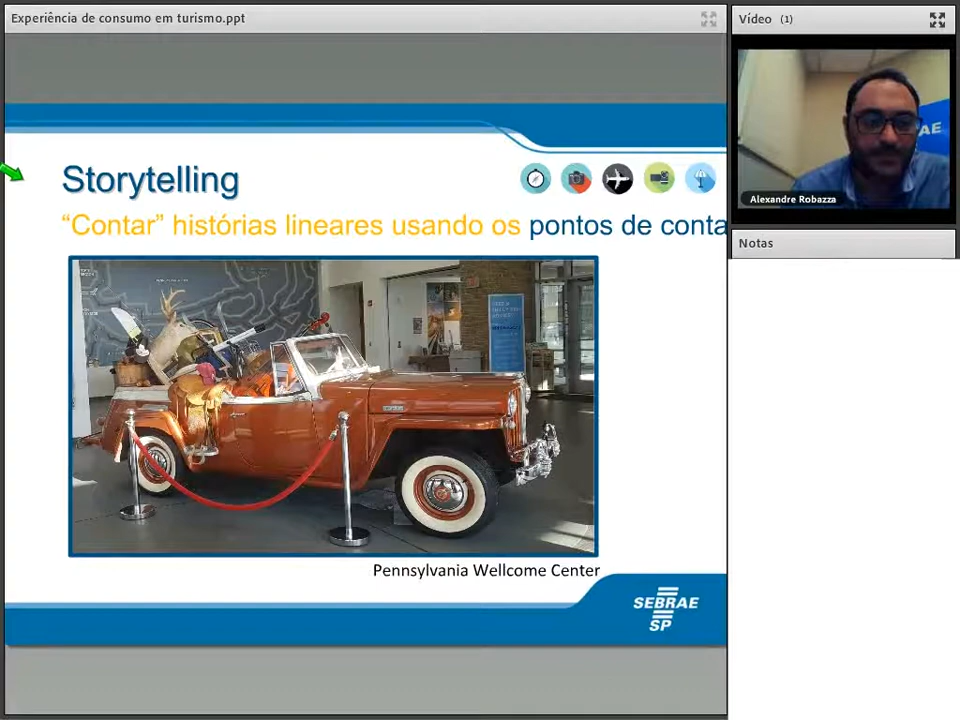 Experiência de consumo em turismo.ppt
Vídeo (1)
Storytelling
“Contar” histórias lineares usando os pontos de conta
Pennsylvania Wellcome Center
SEBRAE
SP
AE
Alexandre Robazza
Notas